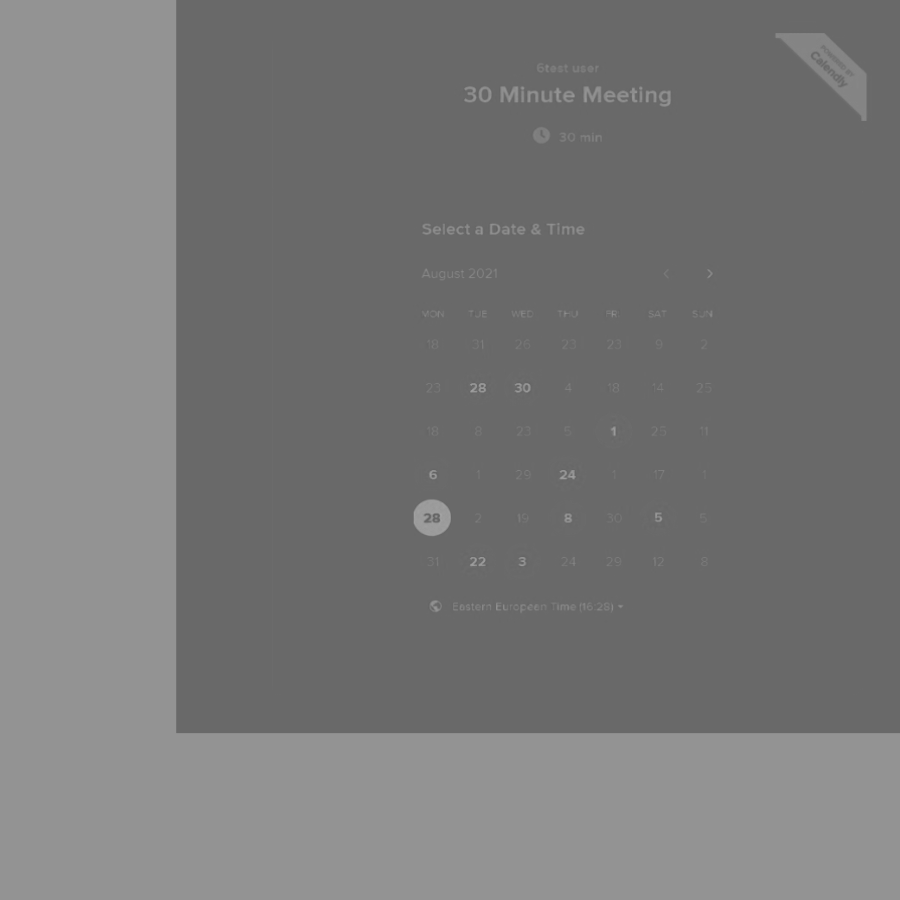 6test user
30 Minute Meeting
30 min
POWERED BY
Calendly
Select a Date & Time
August 2021
MON TUE WED THU FRI SAT SUN
18 31 26 23 23 9 2
23 28 30 4 18 14 25
18 8 23 5 1 25 11
6 1 29 24 1 17 1
28 2 19 8 30 5 5
31 22 3 24 29 12 8
Eastern European Time (16:28)